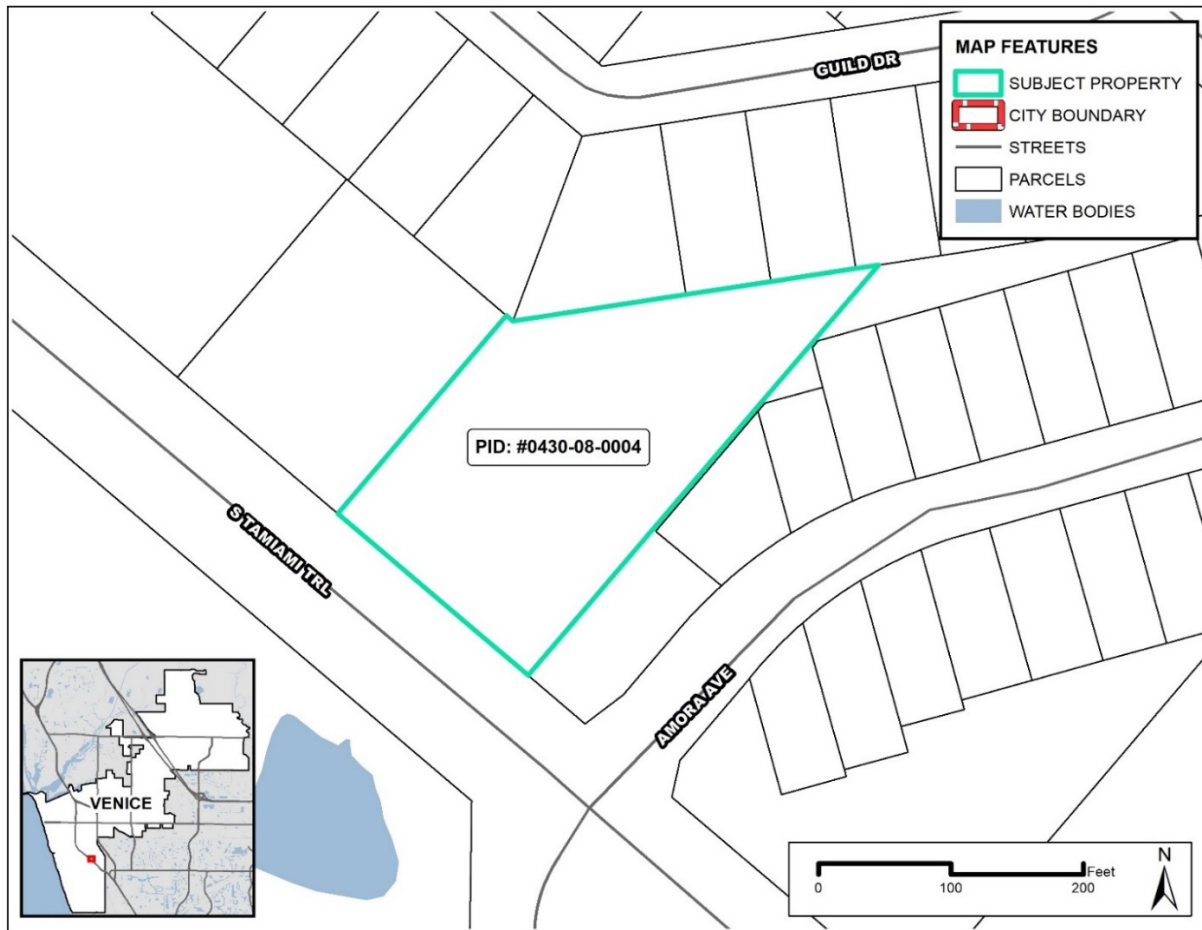 GUILD DR
MAP FEATURES
SUBJECT PROPERTY
CITY BOUNDARY
STREETS
PARCELS
WATER BODIES
PID: #0430-08-0004
S TAMIAMI TRL
AMORA AVE
VENICE
N
Feet
0 100 200